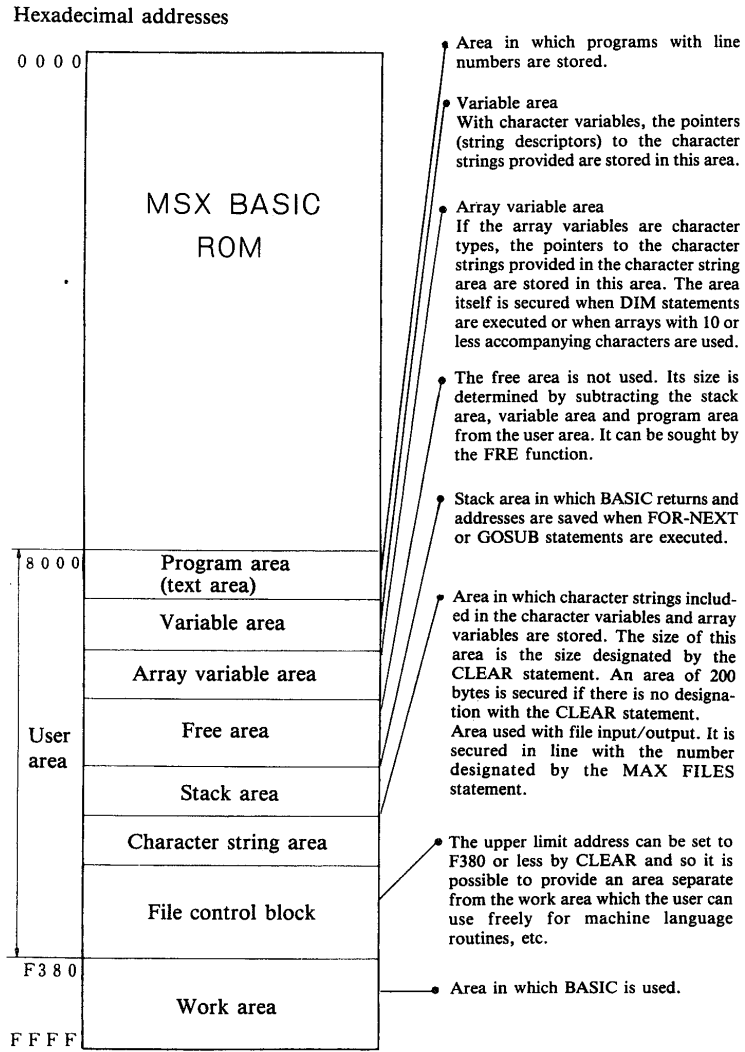 Hexadecimal addresses
0 0 0 0
MSX BASIC
ROM
8 0 0 0
Program area
(text area)
Variable area
Array variable area
User
area
Free area
Stack area
Character string area
File control block
F 3 8 0
Work area
F F F F
Area in which programs with line
numbers are stored.
Variable area
With character variables, the pointers
(string descriptors) to the character
strings provided are stored in this area.
Array variable area
If the array variables are character
types, the pointers to the character
strings provided in the character string
area are stored in this area. The area
itself is secured when DIM statements
are executed or when arrays with 10 or
less accompanying characters are used.
The free area is not used. Its size is
determined by subtracting the stack
area, variable area and program area
from the user area. It can be sought by
the FRE function.
Stack area in which BASIC returns and
addresses are saved when FOR-NEXT
or GOSUB statements are executed.
Area in which character strings includ-
ed in the character variables and array
variables are stored. The size of this
area is the size designated by the
CLEAR statement. An area of 200
bytes is secured if there is no designa-
tion with the CLEAR statement.
Area used with file input/output. It is
secured in line with the number
designated by the MAX FILES
statement.
The upper limit address can be set to
F380 or less by CLEAR and so it is
possible to provide an area separate
from the work area which the user can
use freely for machine language
routines, etc.
Area in which BASIC is used.